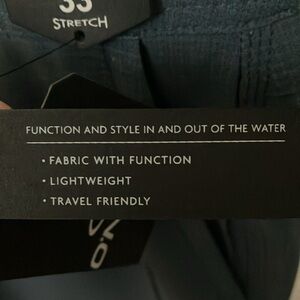 33
STRETCH
FUNCTION AND STYLE IN AND OUT OF THE WATER
• FABRIC WITH FUNCTION
• LIGHTWEIGHT
• TRAVEL FRIENDLY